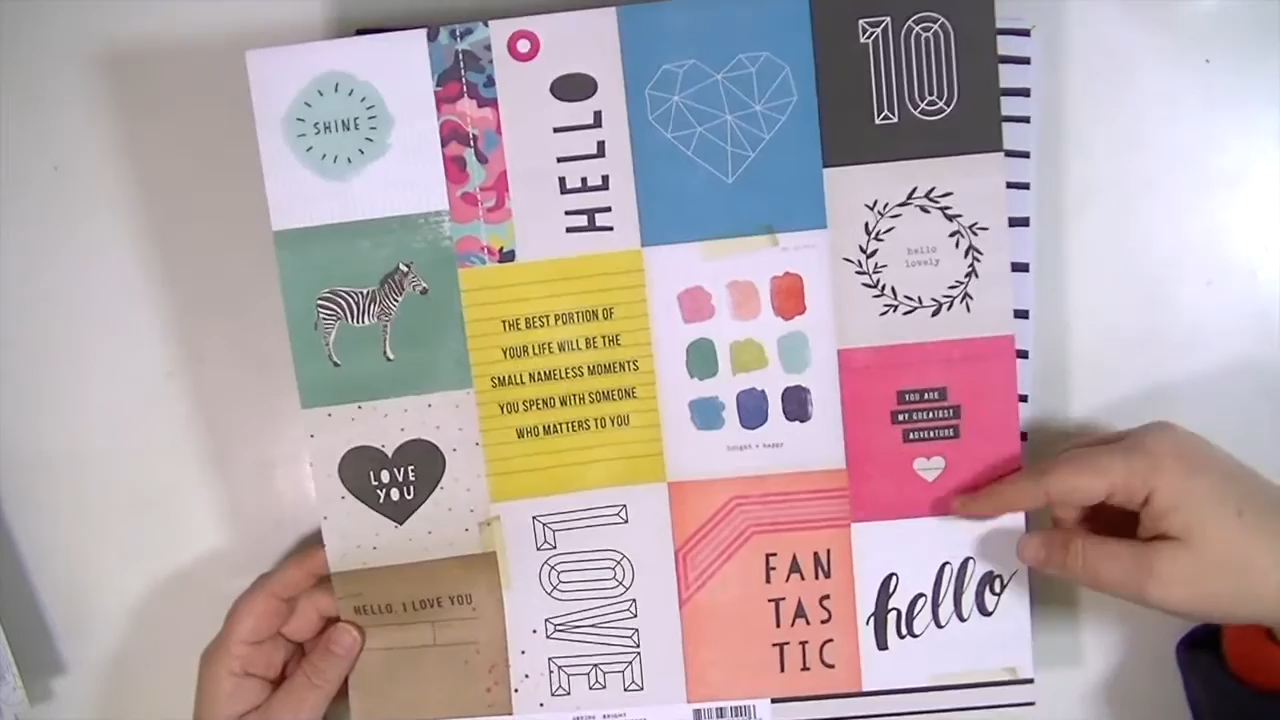 SHINE
HELLO
10
hello
lovely
THE BEST PORTION OF
YOUR LIFE WILL BE THE
SMALL NAMELESS MOMENTS
YOU SPEND WITH SOMEONE
WHO MATTERS TO YOU
bright + happy
YOU ARE
MY GREATEST
ADVENTURE
LOVE
YOU
HELLO, I LOVE YOU
LOVE
FAN
TAS
TIC
hello